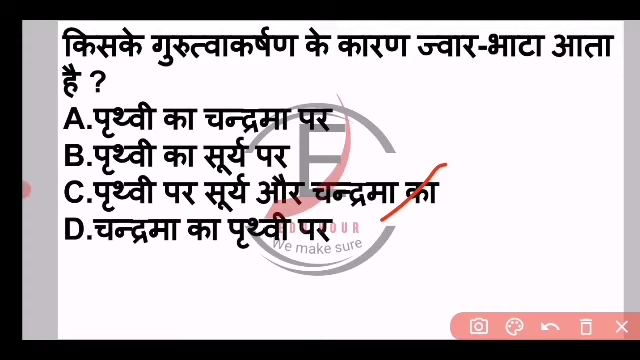 किसके गुरुत्वाकर्षण के कारण ज्वार-भाटा आता
है ?
A.पृथ्वी का चन्द्रमा पर
B.पृथ्वी का सूर्य पर
C.पृथ्वी पर सूर्य और चन्द्रमा का
D.चन्द्रमा का पृथ्वी पर
We make sure